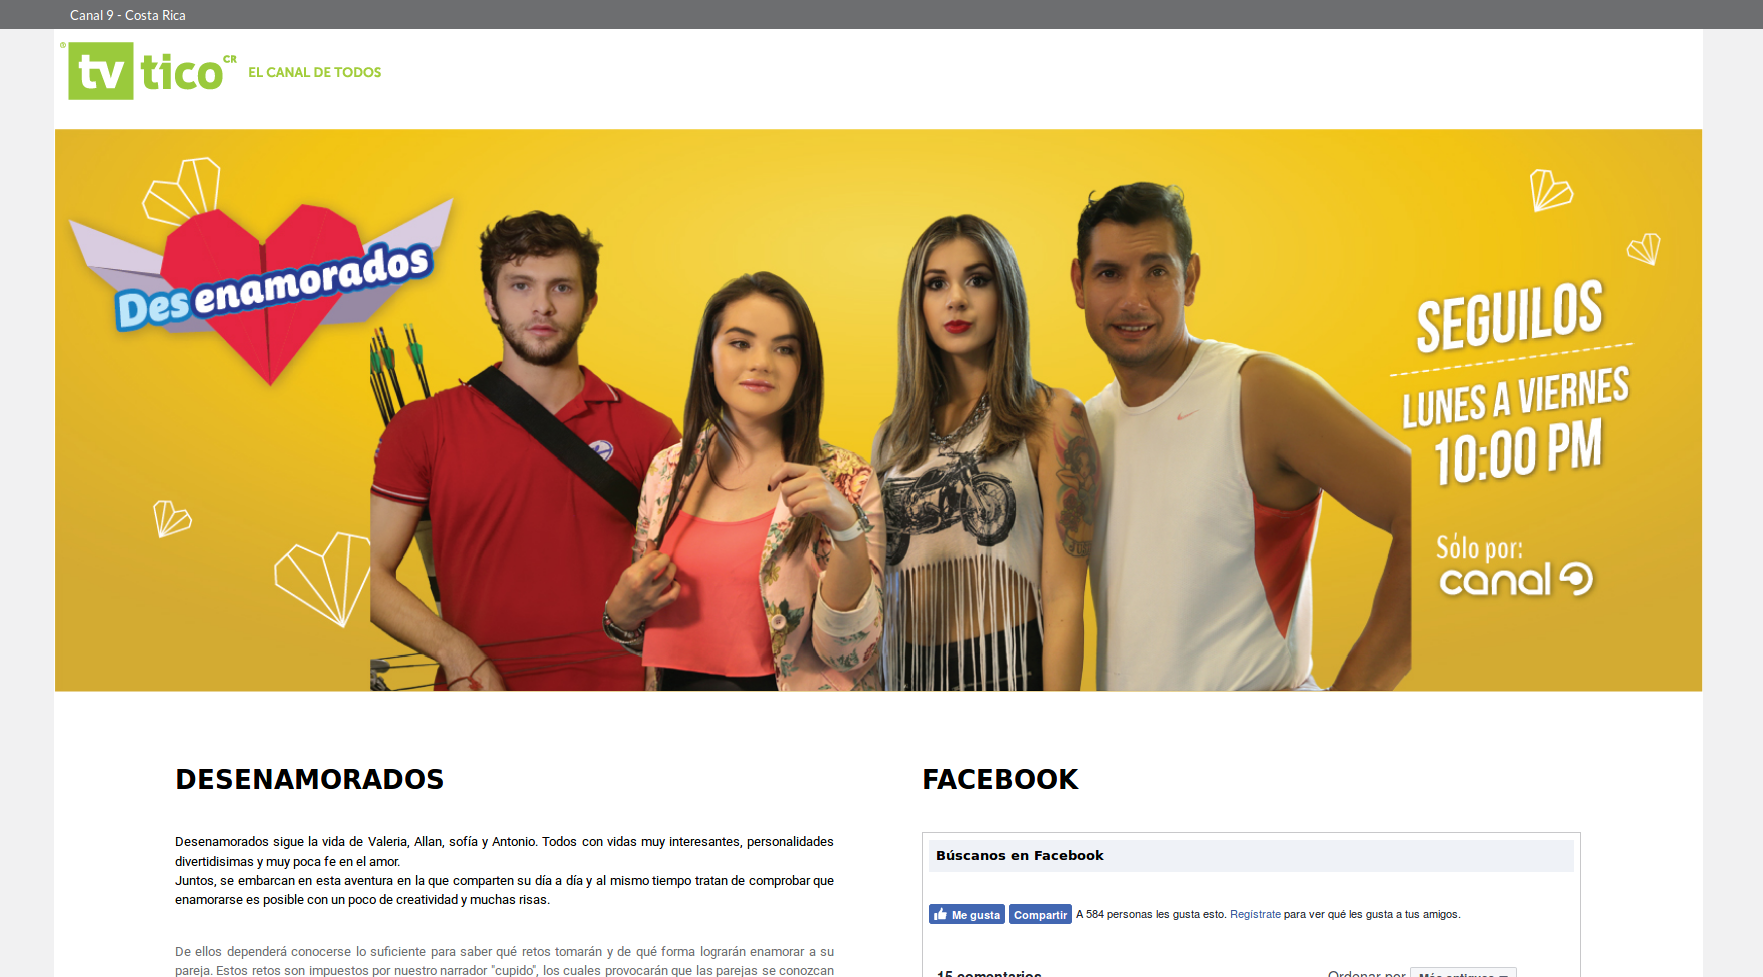 Canal 9 - Costa Rica
tv tico CR EL CANAL DE TODOS
Desenamorados
SEGUILOS
LUNES A VIERNES
10:00 PM
Sólo por:
canal 9
DESENAMORADOS
Desenamorados sigue la vida de Valeria, Allan, sofía y Antonio. Todos con vidas muy interesantes, personalidades
divertidisimas y muy poca fe en el amor.
Juntos, se embarcan en esta aventura en la que comparten su día a día y al mismo tiempo tratan de comprobar que
enamorarse es posible con un poco de creatividad y muchas risas.
De ellos dependerá conocerse lo suficiente para saber qué retos tomarán y de qué forma lograrán enamorar a su
pareja. Estos retos son impuestos por nuestro narrador "cupido", los cuales provocarán que las parejas se conozcan
FACEBOOK
Búscanos en Facebook
Me gusta Compartir A 584 personas les gusta esto. Regístrate para ver qué les gusta a tus amigos.
15 comentarios Ordenar por Más antiguos